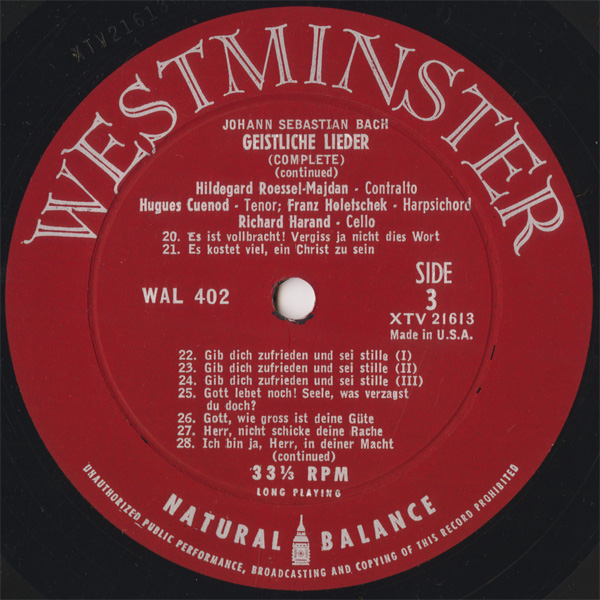 XTV21613
WESTMINSTER
JOHANN SEBASTIAN BACH
GEISTLICHE LIEDER
(COMPLETE)
(continued)
Hildegard Roessel-Majdan - Contralto
Hugues Cuenod - Tenor; Franz Holetschek - Harpsichord
Richard Harand - Cello
20. Es ist vollbracht! Vergiss ja nicht dies Wort
21. Es kostet viel, ein Christ zu sein
WAL 402
SIDE
3
XTV 21613
Made in U.S.A.
22. Gib dich zufrieden und sei stille (I)
23. Gib dich zufrieden und sei stille (II)
24. Gib dich zufrieden und sei stille (III)
25. Gott lebet noch! Seele, was verzagst
du doch?
26. Gott, wie gross ist deine Güte
27. Herr, nicht schicke deine Rache
28. Ich bin ja, Herr, in deiner Macht
(continued)
33⅓ RPM
LONG PLAYING
NATURAL BALANCE
UNAUTHORIZED PUBLIC PERFORMANCE, BROADCASTING AND COPYING OF THIS RECORD PROHIBITED